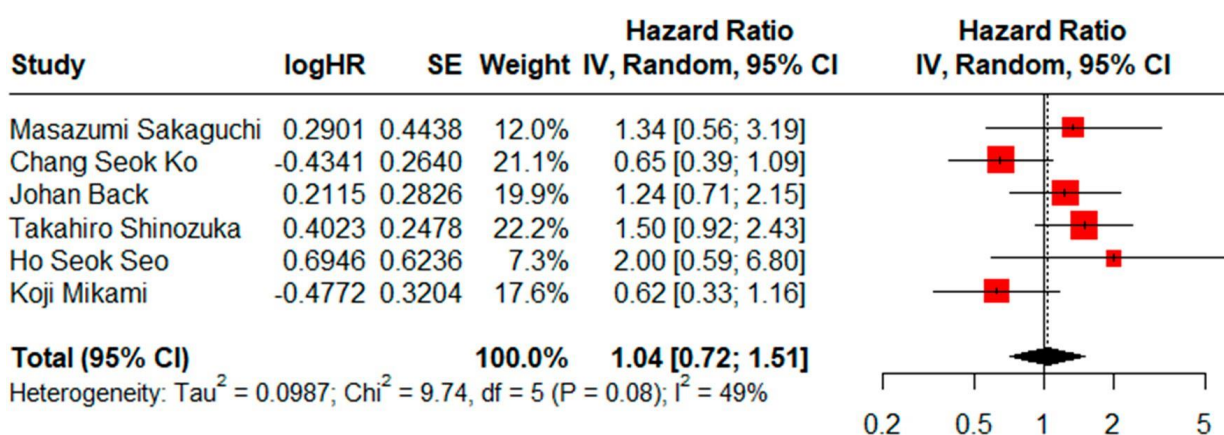 Hazard Ratio Hazard Ratio
Study logHR SE Weight IV, Random, 95% CI IV, Random, 95% CI
Masazumi Sakaguchi 0.2901 0.4438 12.0% 1.34 [0.56; 3.19]
Chang Seok Ko -0.4341 0.2640 21.1% 0.65 [0.39; 1.09]
Johan Back 0.2115 0.2826 19.9% 1.24 [0.71; 2.15]
Takahiro Shinozuka 0.4023 0.2478 22.2% 1.50 [0.92; 2.43]
Ho Seok Seo 0.6946 0.6236 7.3% 2.00 [0.59; 6.80]
Koji Mikami -0.4772 0.3204 17.6% 0.62 [0.33; 1.16]
Total (95% CI) 100.0% 1.04 [0.72; 1.51]
Heterogeneity: Tau² = 0.0987; Chi² = 9.74, df = 5 (P = 0.08); I² = 49%
0.2 0.5 1 2 5